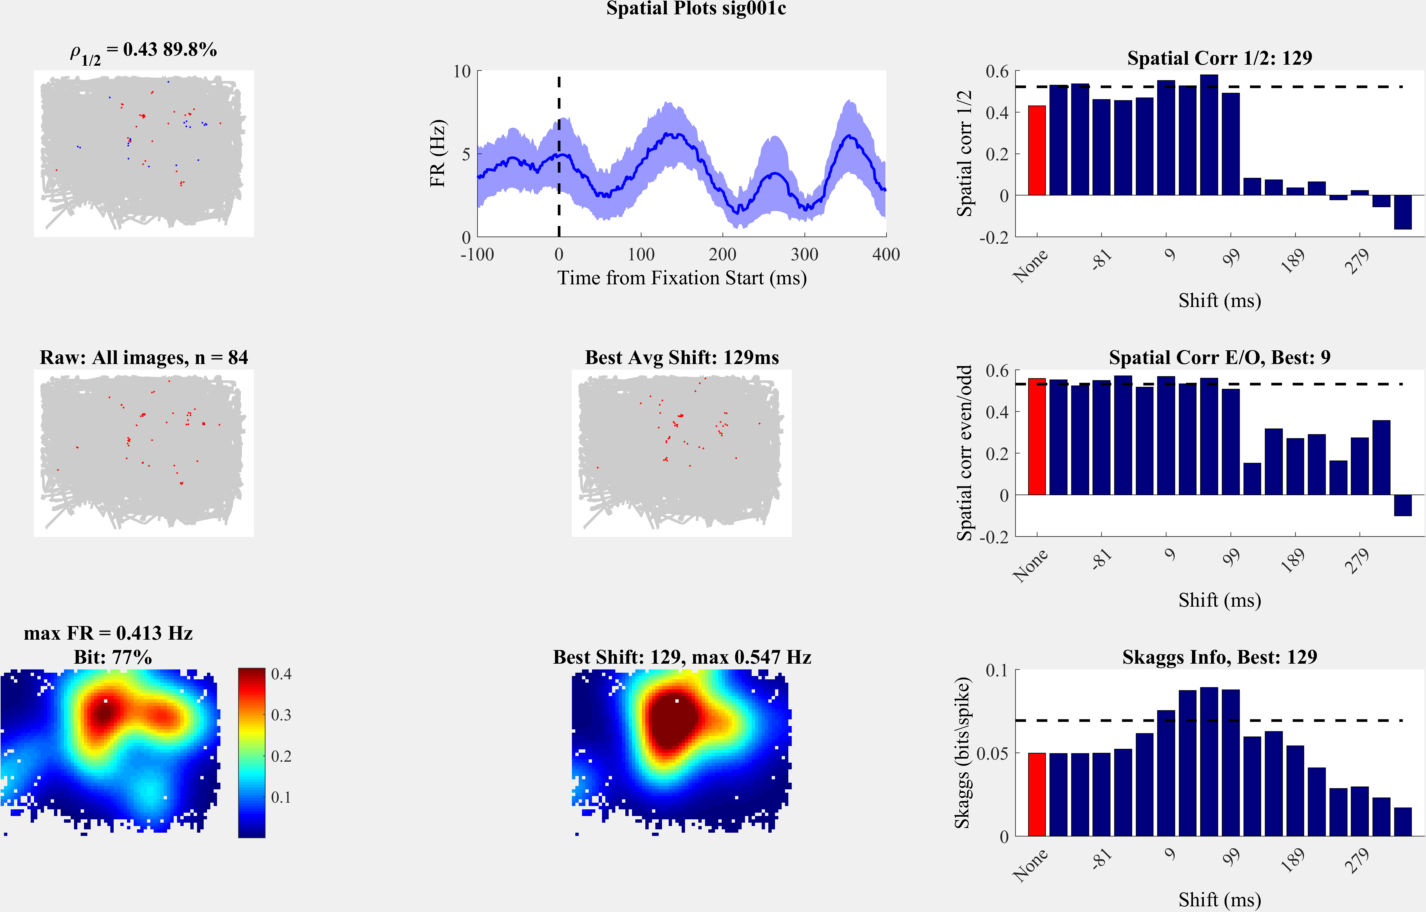 Spatial Plots sig001c
ρ1/2 = 0.43 89.8%
10
5
0
FR (Hz)
-100
0
100
200
300
400
Time from Fixation Start (ms)
Spatial Corr 1/2: 129
0.6
0.4
0.2
0
-0.2
Spatial corr 1/2
None
-81
9
99
189
279
Shift (ms)
Raw: All images, n = 84
Best Avg Shift: 129ms
Spatial Corr E/O, Best: 9
0.6
0.4
0.2
0
-0.2
Spatial corr even/odd
None
-81
9
99
189
279
Shift (ms)
max FR = 0.413 Hz
Bit: 77%
0.4
0.3
0.2
0.1
Best Shift: 129, max 0.547 Hz
Skaggs Info, Best: 129
0.1
0.05
0
Skaggs (bits\spike)
None
-81
9
99
189
279
Shift (ms)